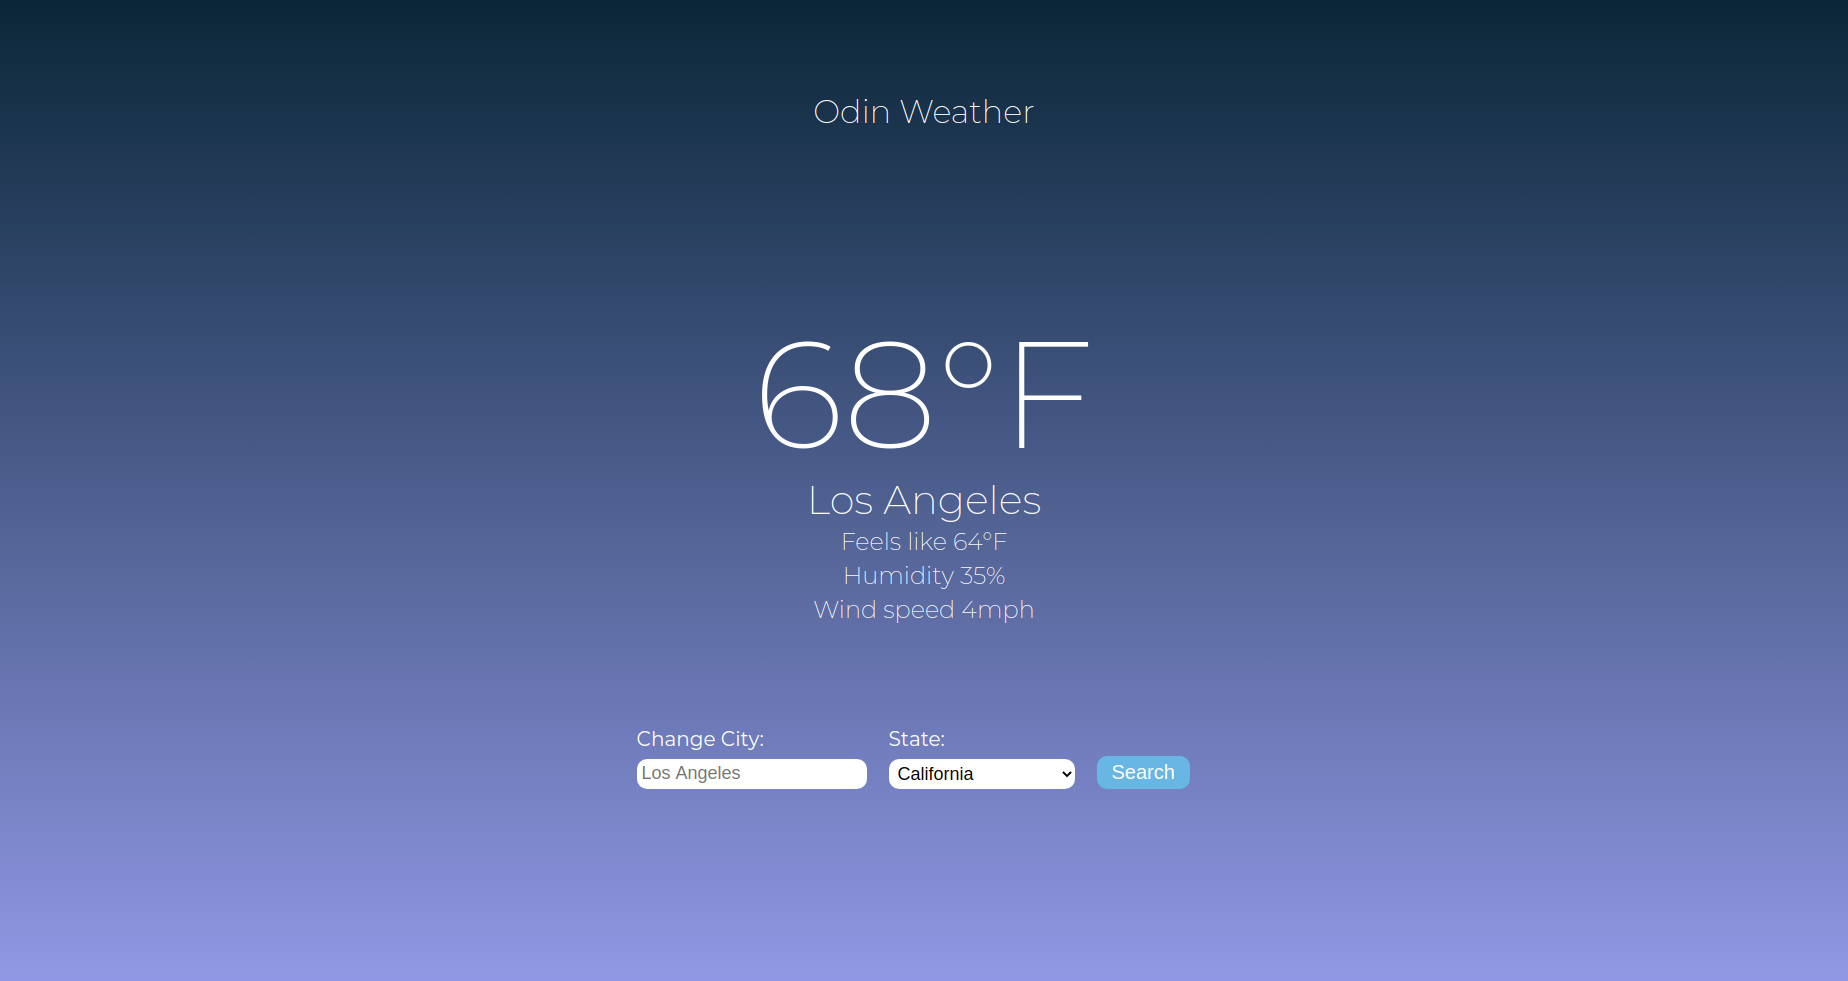 Odin Weather
68°F
Los Angeles
Feels like 64°F
Humidity 35%
Wind speed 4mph
Change City: State:
Los Angeles California Search